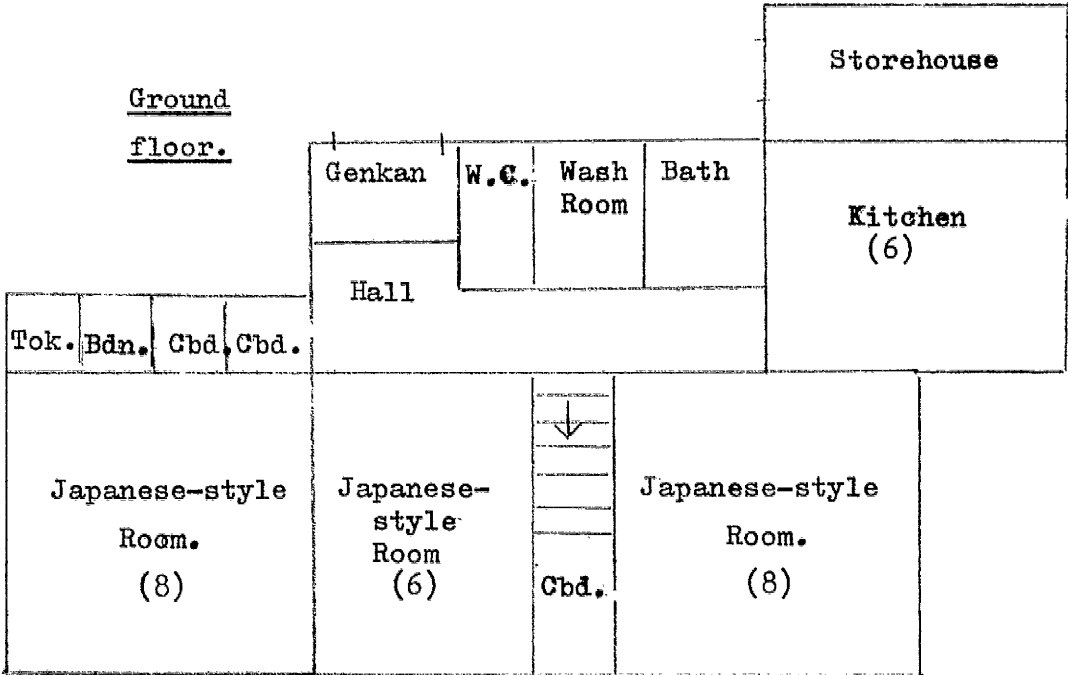 Ground
floor.
Storehouse
Genkan
W.C.
Wash
Room
Bath
Kitchen
(6)
Hall
Tok.
Bdn.
Cbd.
Cbd.
Japanese-style
Room.
(8)
Japanese-
style
Room
(6)
Cbd.
Japanese-style
Room.
(8)